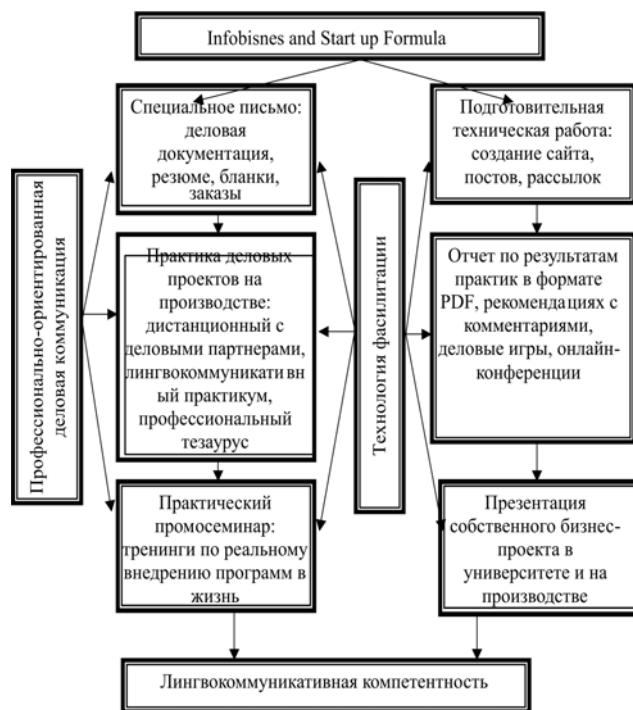 Infobisnes and Start up Formula
Специальное письмо:
деловая
документация,
резюме, бланки,
заказы
Подготовительная
техническая работа:
создание сайта,
постов, рассылок
Профессионально-ориентированная
деловая коммуникация
Практика деловых
проектов на
производстве:
дистанционный с
деловыми партнерами,
лингвокоммуникатив
ный практикум,
профессиональный
тезаурус
Технология фасилитации
Отчет по результатам
практик в формате
PDF, рекомендациях с
комментариями,
деловые игры, онлайн-
конференции
Практический
промосеминар:
тренинги по реальному
внедрению программ в
жизнь
Презентация
собственного бизнес-
проекта в
университете и на
производстве
Лингвокоммуникативная компетентность